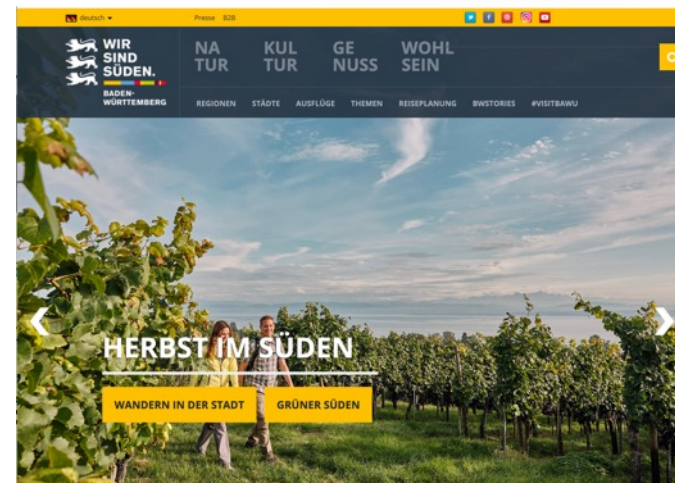 deutsch
Presse B2B
WIR
SIND
SÜDEN.
BADEN-
WÜRTTEMBERG
NA
TUR
KUL
TUR
GE
NUSS
WOHL
SEIN
REGIONEN STÄDTE AUSFLÜGE THEMEN REISEPLANUNG BWSTORIES #VISITBAWU
HERBST IM SÜDEN
WANDERN IN DER STADT GRÜNER SÜDEN